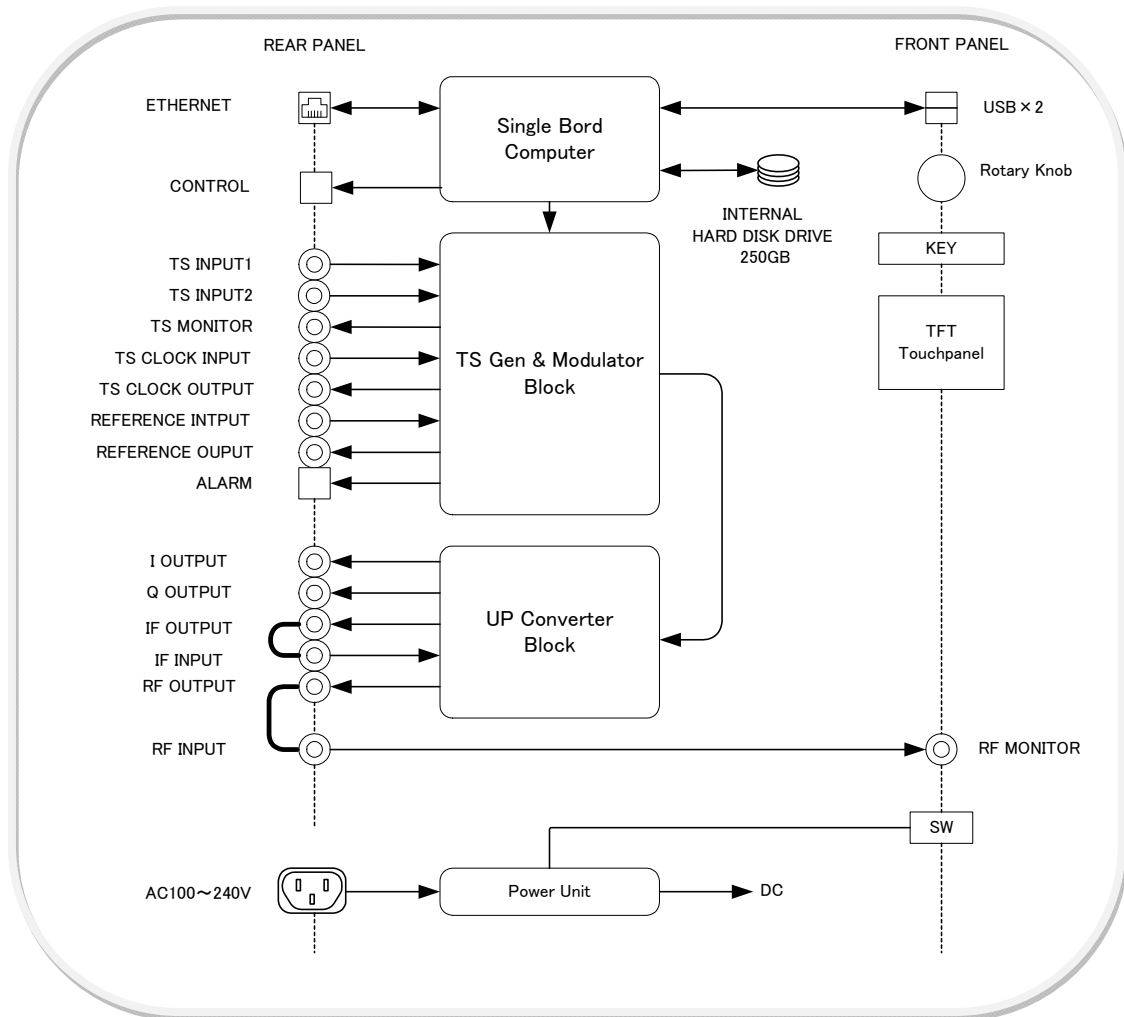 REAR PANEL
FRONT PANEL
ETHERNET
Single Bord
Computer
USB×2
CONTROL
Rotary Knob
INTERNAL
HARD DISK DRIVE
250GB
KEY
TS INPUT1
TS INPUT2
TS MONITOR
TS CLOCK INPUT
TS CLOCK OUTPUT
REFERENCE INTPUT
REFERENCE OUPUT
ALARM
TS Gen & Modulator
Block
TFT
Touchpanel
I OUTPUT
Q OUTPUT
IF OUTPUT
IF INPUT
RF OUTPUT
UP Converter
Block
RF INPUT
RF MONITOR
SW
AC100～240V
Power Unit
DC